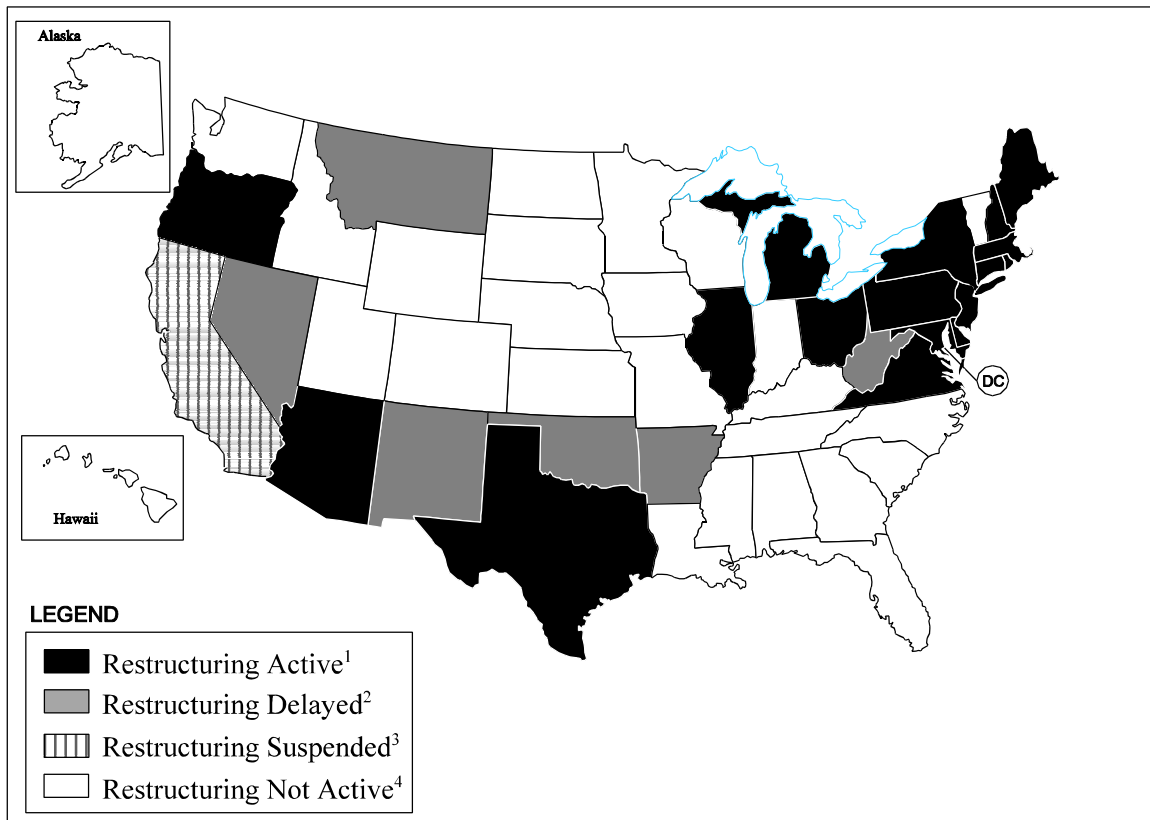 Alaska
DC
Hawaii
LEGEND
Restructuring Active¹
Restructuring Delayed²
Restructuring Suspended³
Restructuring Not Active⁴